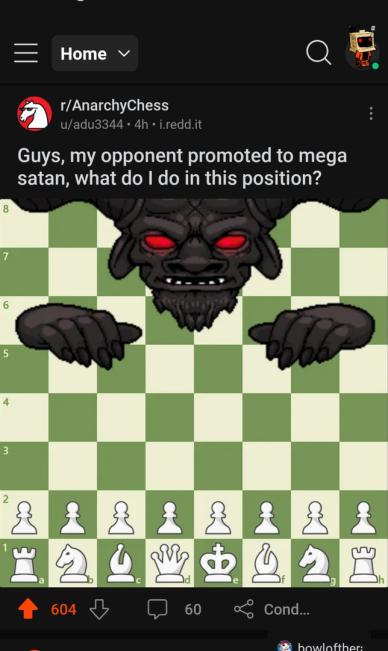 Home
r/AnarchyChess
u/adu3344 • 4h • i.redd.it
Guys, my opponent promoted to mega
satan, what do I do in this position?
8
7
6
5
4
3
2
1
a b c d e f g h
604 60 Cond...